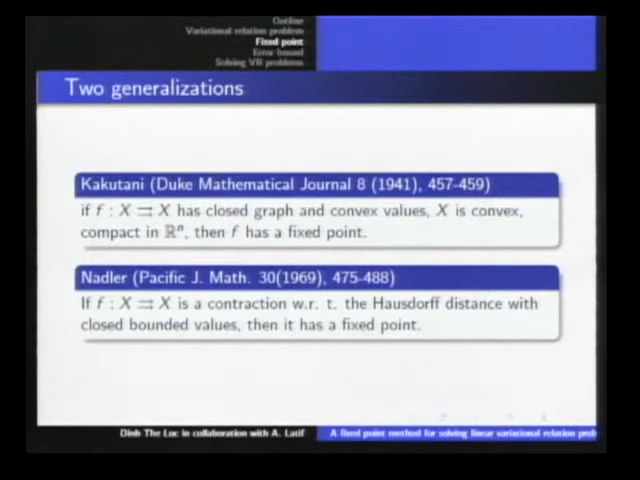 Outline
Variational relation problem
Fixed point
Error bound
Solving VR problems
Two generalizations
Kakutani (Duke Mathematical Journal 8 (1941), 457-459)
if f : X ⇉ X has closed graph and convex values, X is convex,
compact in ℝⁿ, then f has a fixed point.
Nadler (Pacific J. Math. 30(1969), 475-488)
If f : X ⇉ X is a contraction w.r. t. the Hausdorff distance with
closed bounded values, then it has a fixed point.
Dinh The Luc in collaboration with A. Latif
A fixed point method for solving linear variational relation prob